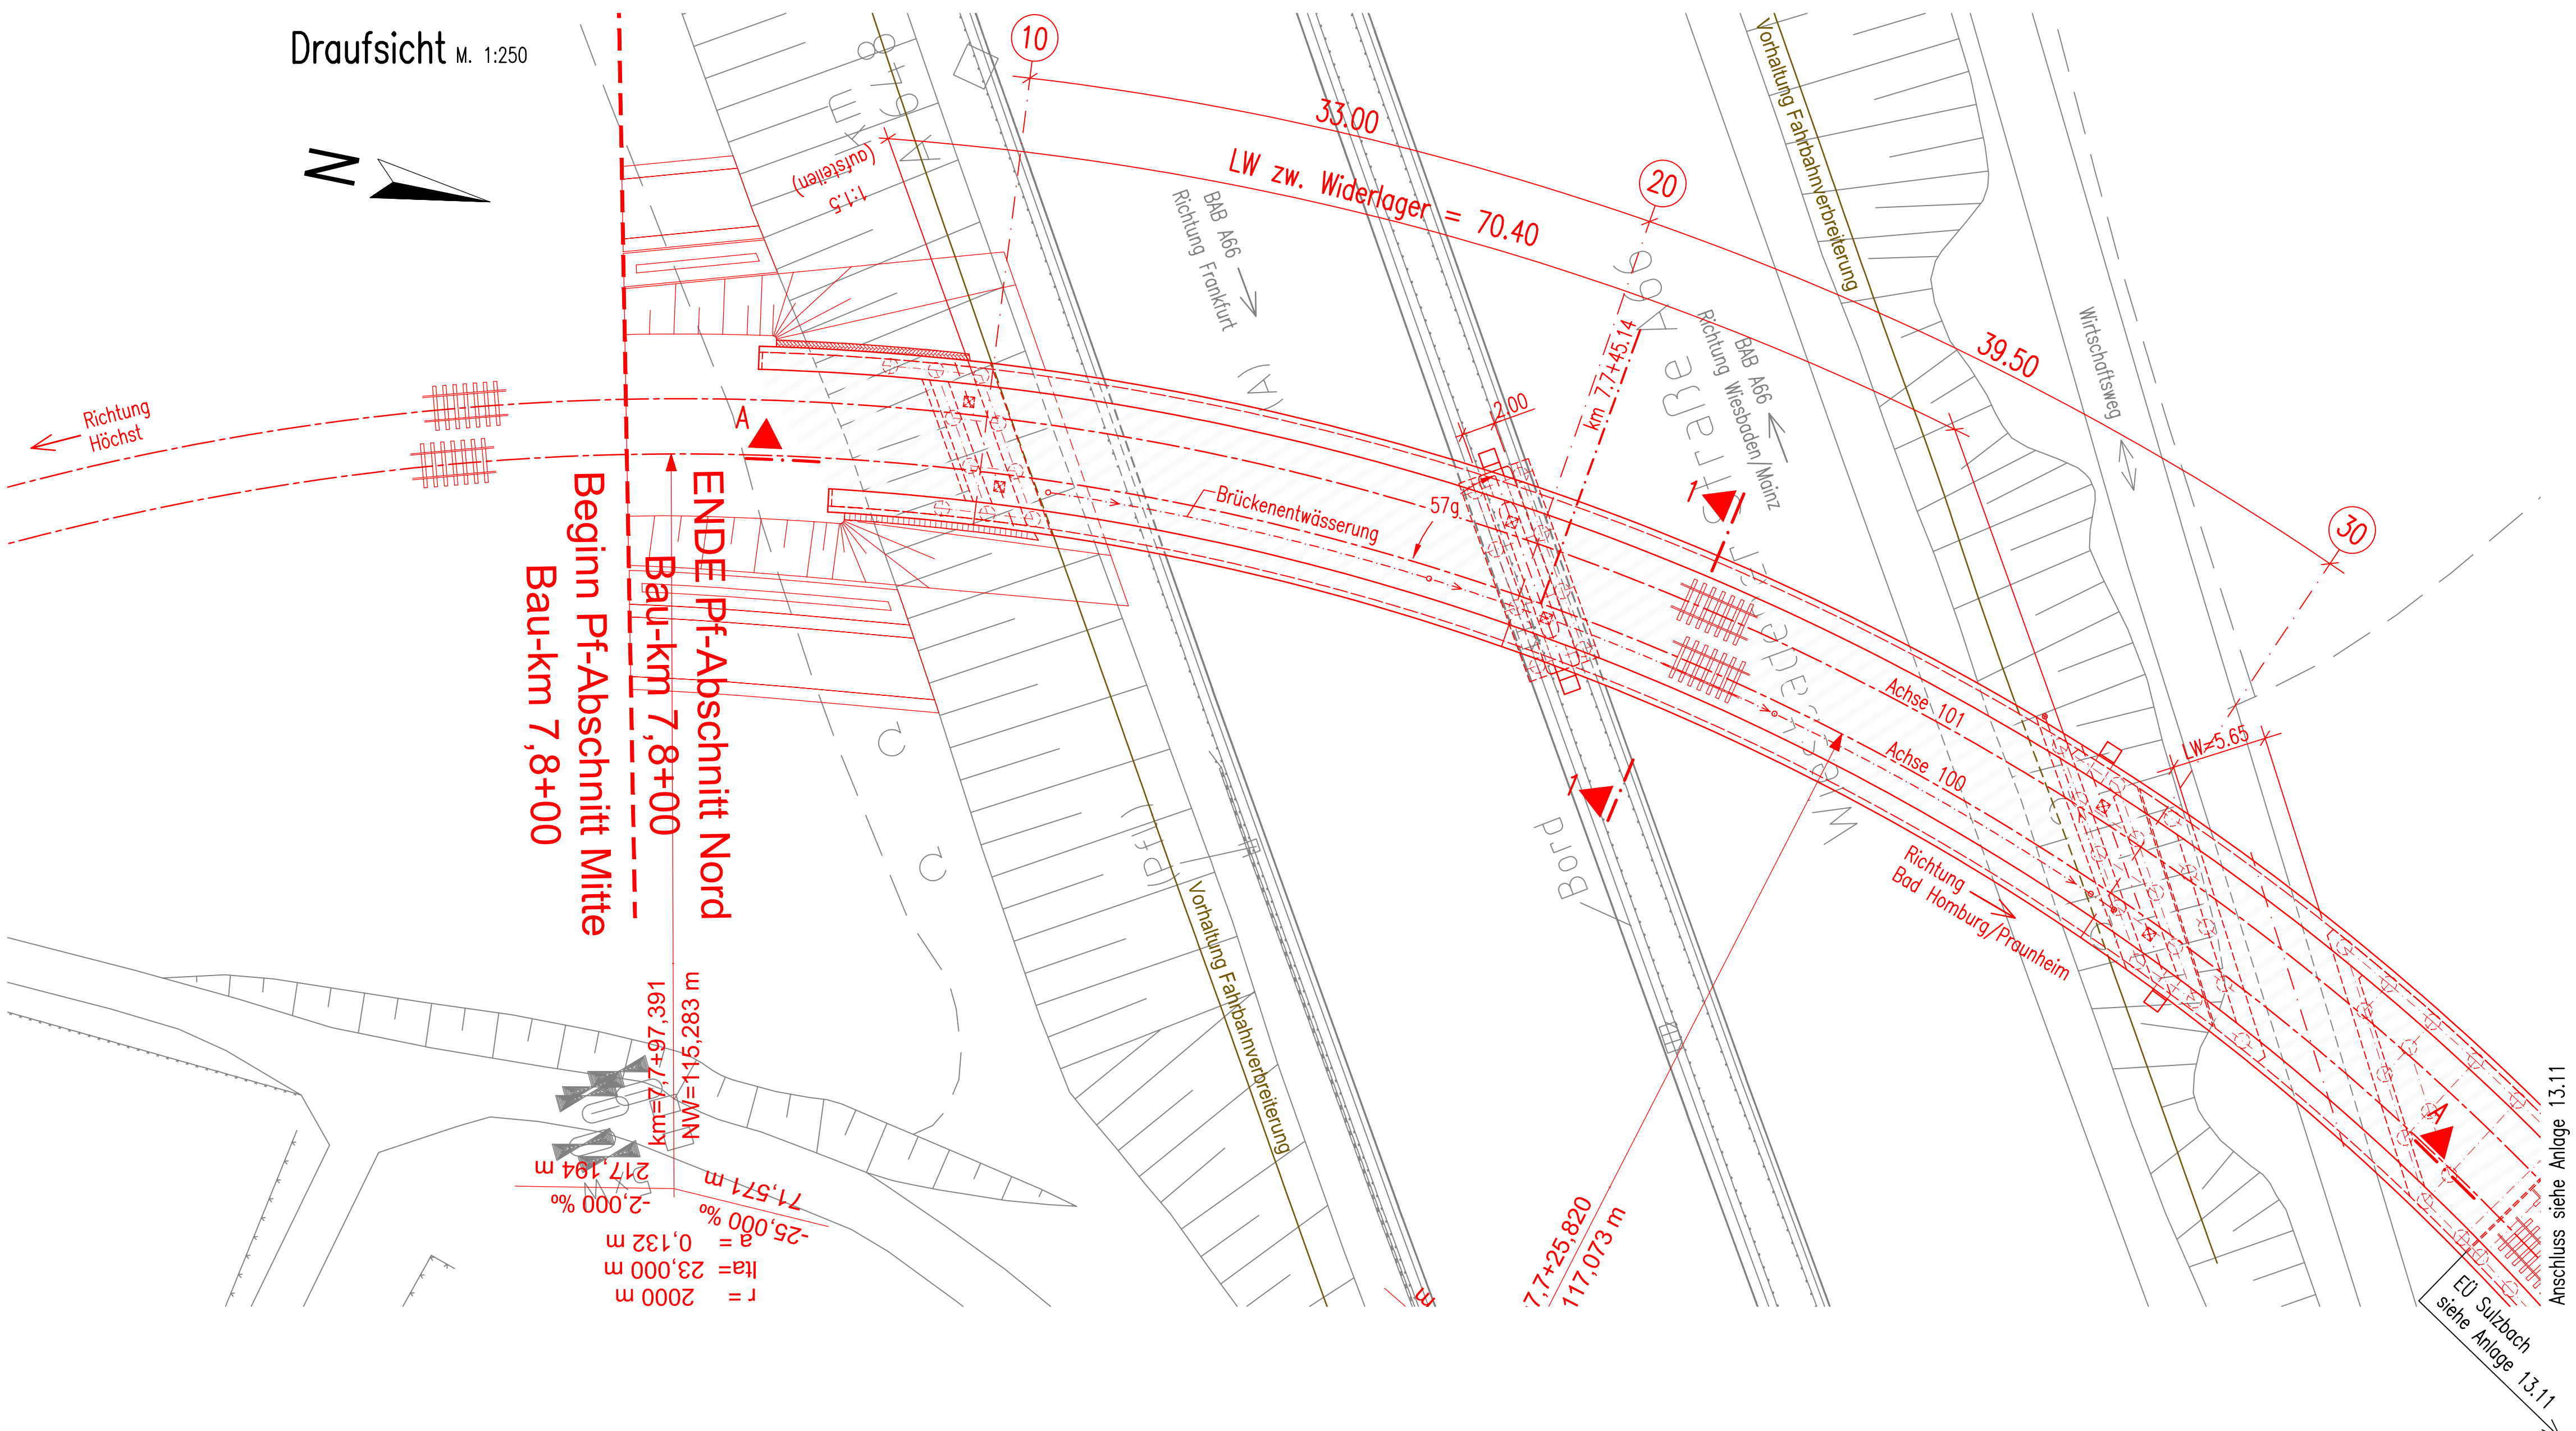 Draufsicht M. 1:250
N
10
33.00
20
39.50
30
LW zw. Widerlager = 70.40
1:1.5
(aufsteilen)
BAB A66
Richtung Frankfurt
BAB A66
Richtung Wiesbaden/Mainz
Vorhaltung Fahrbahnverbreiterung
Wirtschaftsweg
Richtung
Höchst
A
2.00
km 7.7+45.14
57g
Brückenentwässerung
1
1
Achse 101
Achse 100
LW=5.65
Richtung
Bad Homburg/Praunheim
ENDE Pf-Abschnitt Nord
Bau-km 7,8+00
Beginn Pf-Abschnitt Mitte
Bau-km 7,8+00
Bord
Vorhaltung Fahrbahnverbreiterung
km=7,7+97,391
NW=115,283 m
217,194 m
-2,000 ‰
71,571 m
-25,000 ‰
a = 0,132 m
lta= 23,000 m
r = 2000 m
7,7+25,820
117,073 m
m
A
Anschluss siehe Anlage 13.11
EÜ Sulzbach
siehe Anlage 13.11